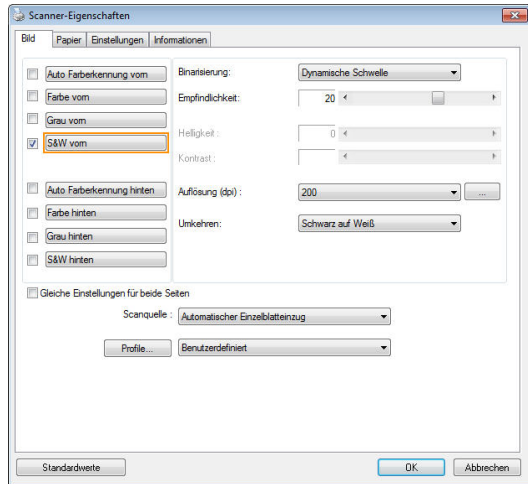 Scanner-Eigenschaften
Bild Papier Einstellungen Informationen
Auto Farberkennung vorn
Farbe vorn
Grau vorn
S&W vorn
Auto Farberkennung hinten
Farbe hinten
Grau hinten
S&W hinten
Binarisierung: Dynamische Schwelle
Empfindlichkeit: 20
Helligkeit : 0
Kontrast :
Auflösung (dpi) : 200 ...
Umkehren: Schwarz auf Weiß
Gleiche Einstellungen für beide Seiten
Scanquelle : Automatischer Einzelblatteinzug
Profile... Benutzerdefiniert
Standardwerte OK Abbrechen